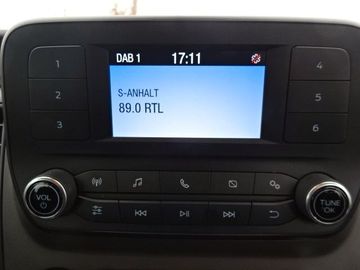 DAB 1 17:11
1
4
S-ANHALT
2
5
89.0 RTL
3
6
VOL
TUNE
OK